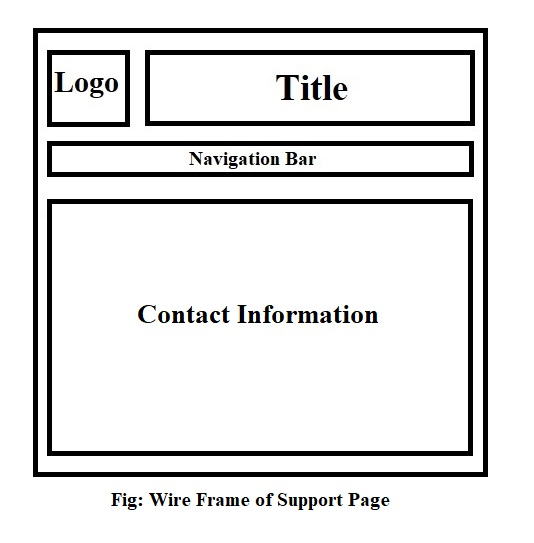 Logo
Title
Navigation Bar
Contact Information
Fig: Wire Frame of Support Page